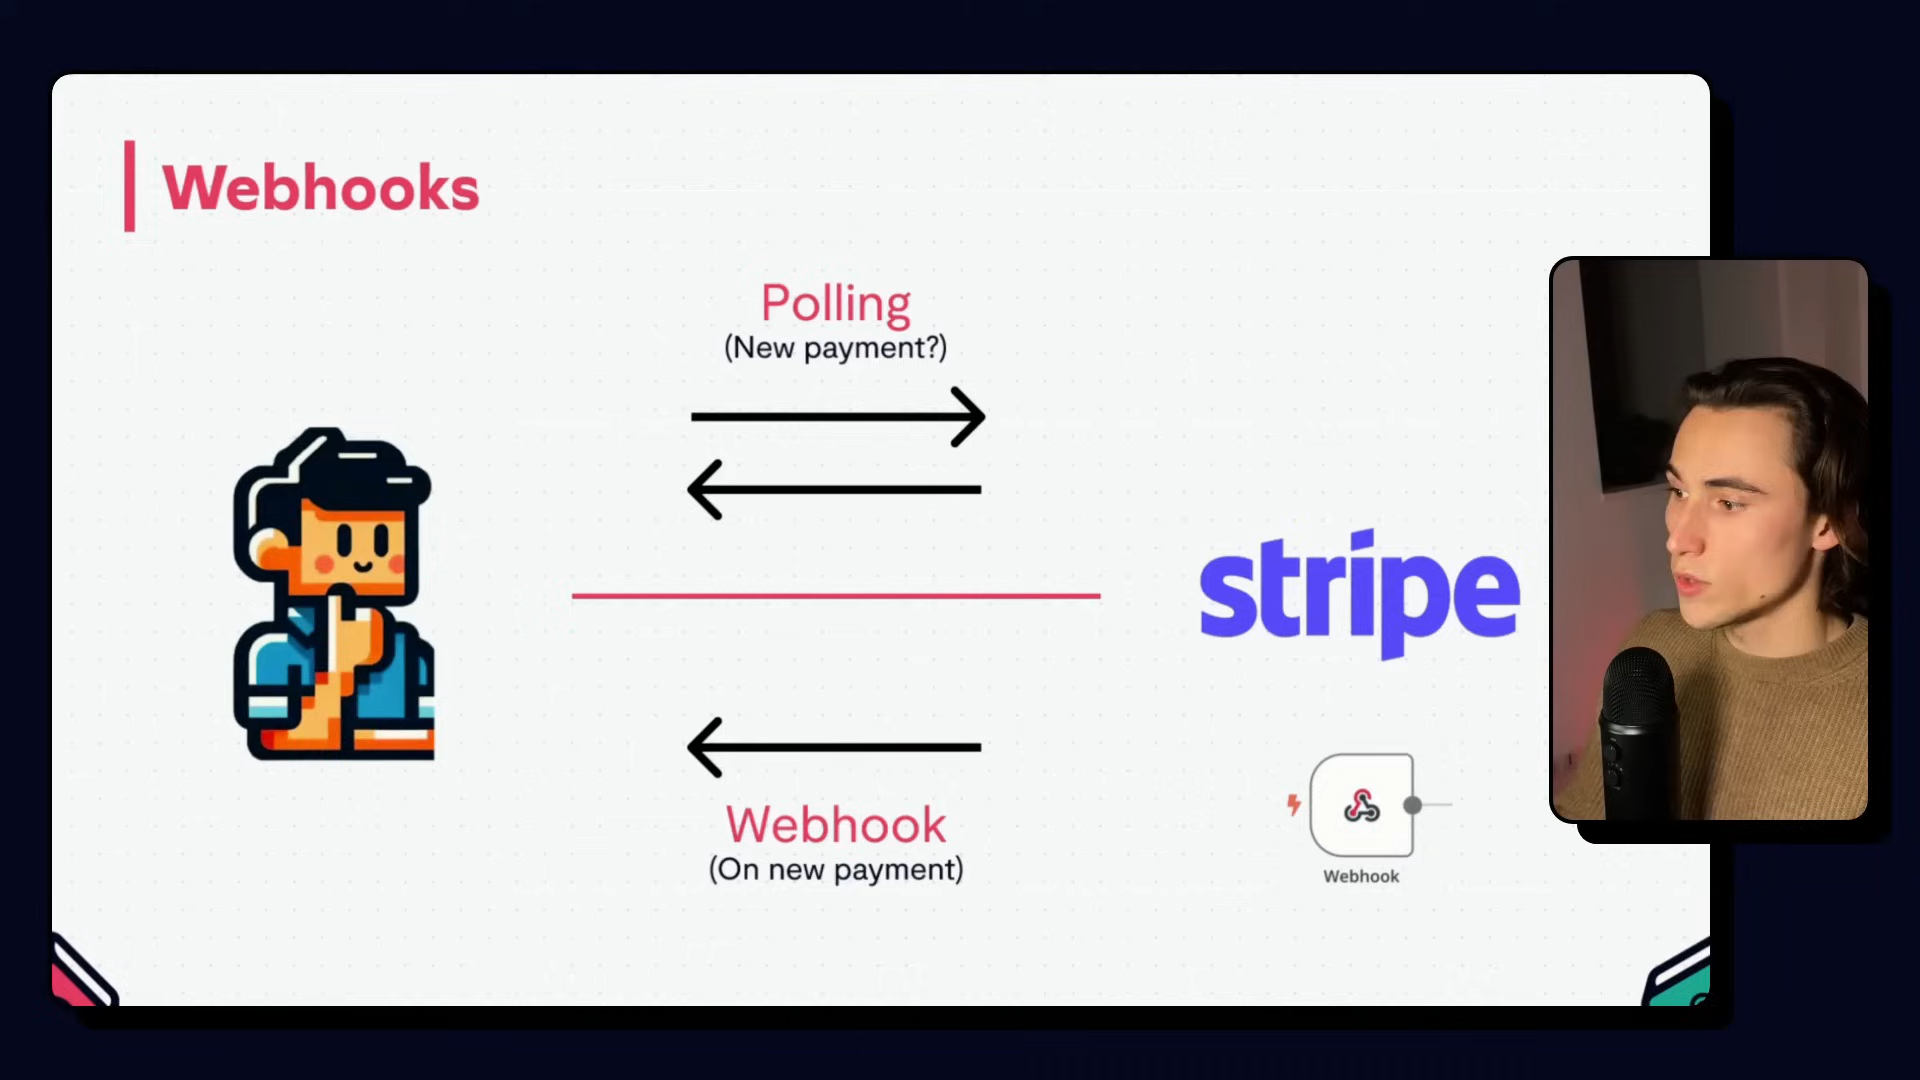 Webhooks
Polling
(New payment?)
stripe
Webhook
(On new payment)
Webhook